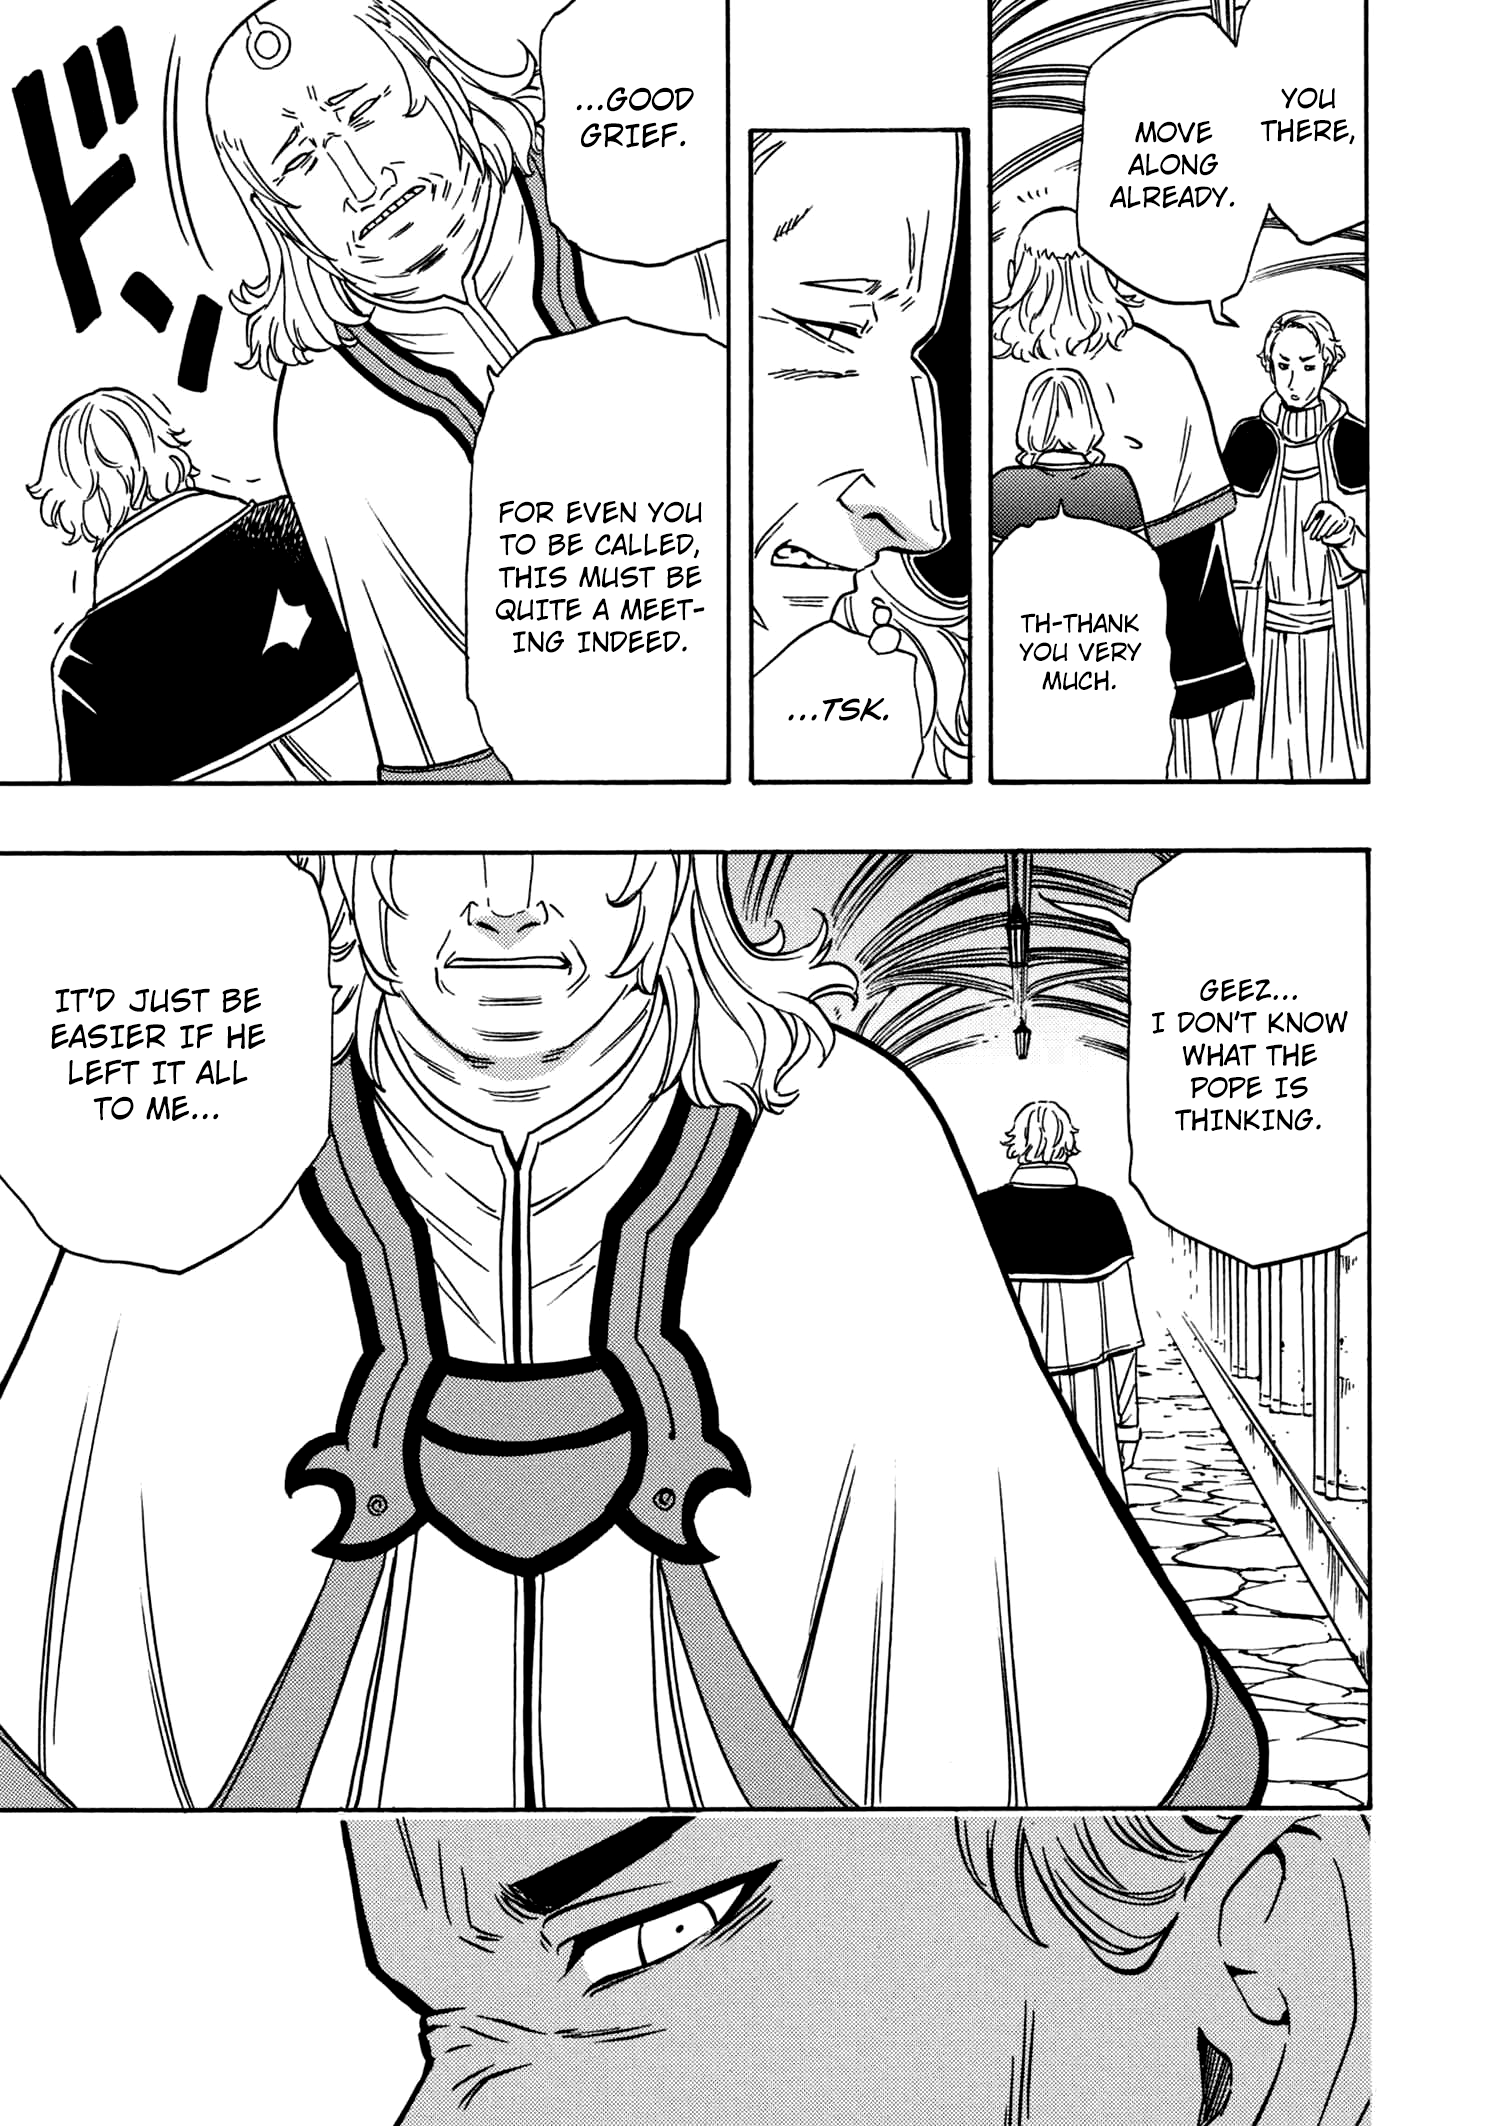 YOU
THERE,
MOVE
ALONG
ALREADY.
TH-THANK
YOU VERY
MUCH.
...TSK.
...GOOD
GRIEF.
FOR EVEN YOU
TO BE CALLED,
THIS MUST BE
QUITE A MEET-
ING INDEED.
ドン
GEEZ...
I DON'T KNOW
WHAT THE
POPE IS
THINKING.
IT'D JUST BE
EASIER IF HE
LEFT IT ALL
TO ME...